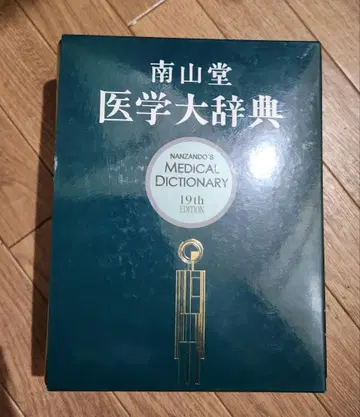 南山堂
医学大辞典
NANZANDO'S
MEDICAL
DICTIONARY
19th
EDITION